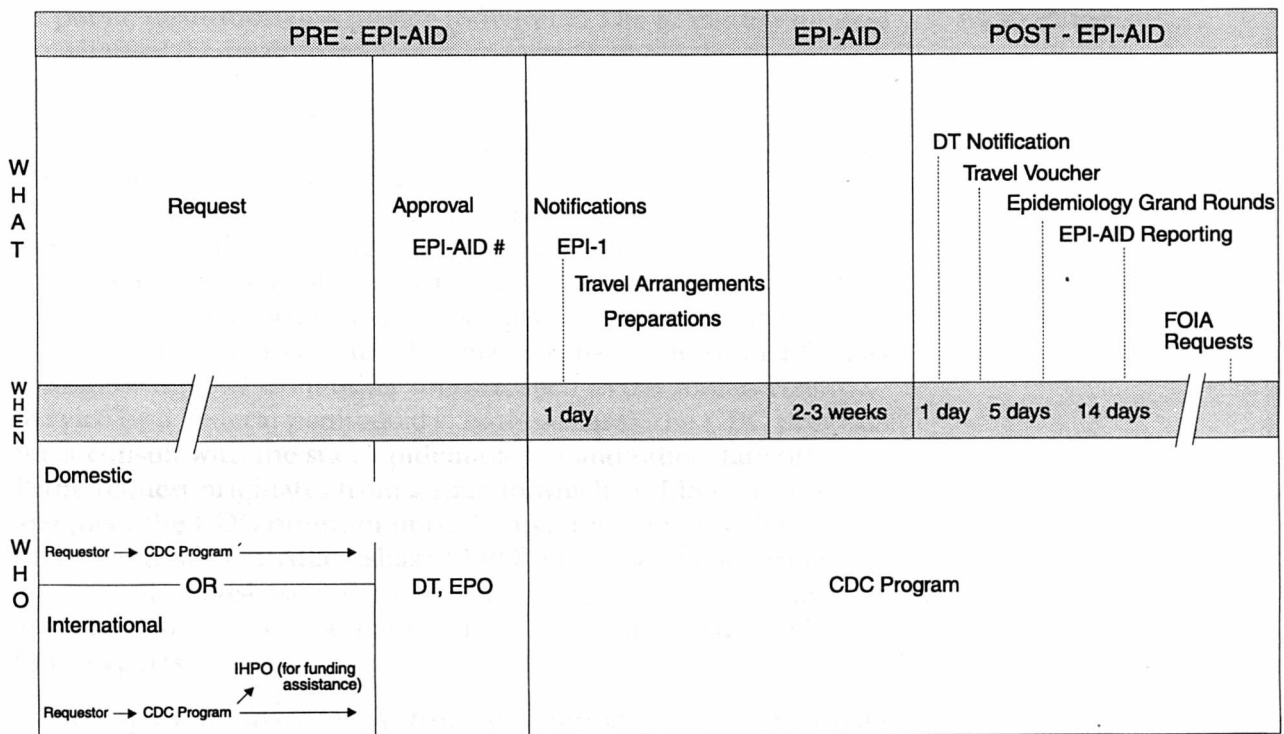 PRE - EPI-AID
EPI-AID
POST - EPI-AID
WHAT
Request
Approval
EPI-AID #
Notifications
EPI-1
Travel Arrangements
Preparations
DT Notification
Travel Voucher
Epidemiology Grand Rounds
EPI-AID Reporting
FOIA
Requests
WHEN
1 day
2-3 weeks
1 day
5 days
14 days
WHO
Domestic
Requestor → CDC Program
OR
International
IHPO (for funding
assistance)
Requestor → CDC Program
DT, EPO
CDC Program